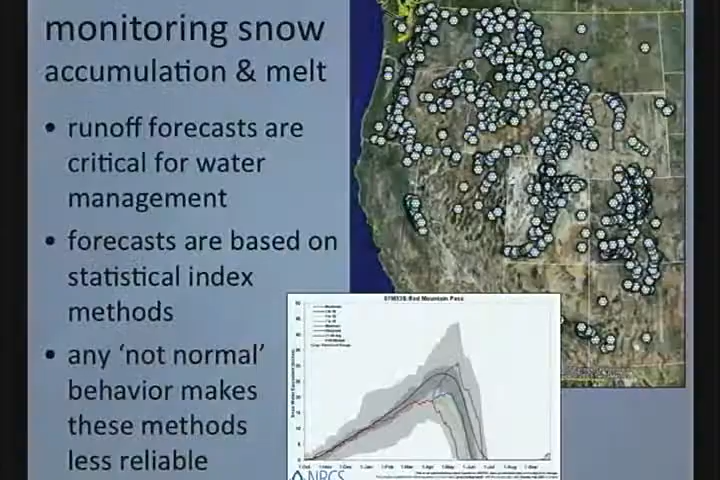 monitoring snow
accumulation & melt
• runoff forecasts are
critical for water
management
• forecasts are based on
statistical index
methods
• any ‘not normal’
behavior makes
these methods
less reliable
Red Mountain Pass
NRCS